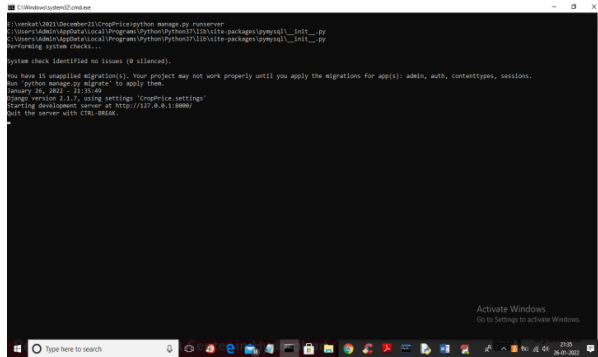 C:\Windows\system32\cmd.exe
E:\venkat\2021\December21\CropPrice>python manage.py runserver
C:\Users\Admin\AppData\Local\Programs\Python\Python37\lib\site-packages\pymysql\__init__.py
C:\Users\Admin\AppData\Local\Programs\Python\Python37\lib\site-packages\pymysql\__init__.py
Performing system checks...
System check identified no issues (0 silenced).
You have 15 unapplied migration(s). Your project may not work properly until you apply the migrations for app(s): admin, auth, contenttypes, sessions.
Run 'python manage.py migrate' to apply them.
January 26, 2022 - 21:35:49
Django version 2.1.7, using settings 'CropPrice.settings'
Starting development server at http://127.0.0.1:8000/
Quit the server with CTRL-BREAK.
Activate Windows
Go to Settings to activate Windows.
Type here to search
21:35
26-01-2022